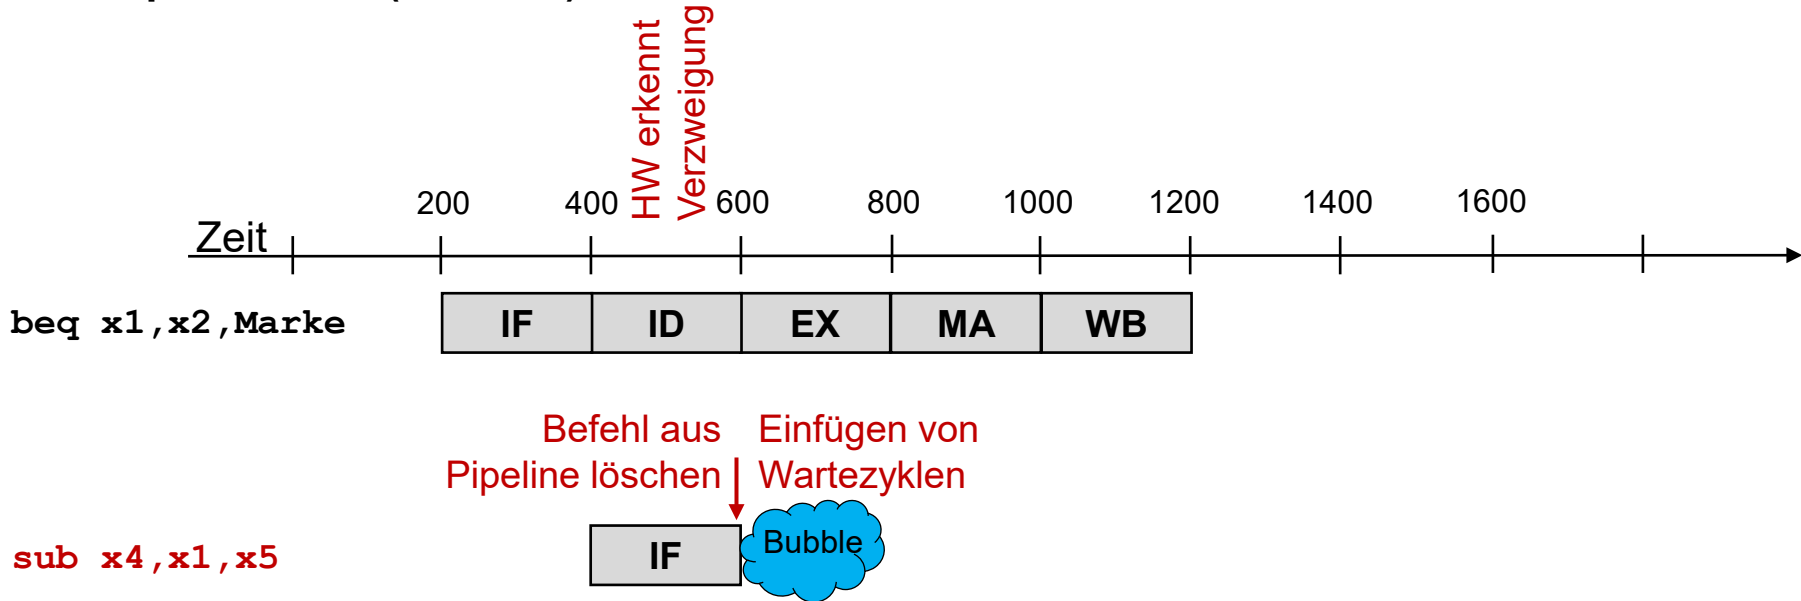 HW erkennt
Verzweigung
200 400 600 800 1000 1200 1400 1600
Zeit
beq x1,x2,Marke IF ID EX MA WB
Befehl aus Einfügen von
Pipeline löschen Wartezyklen
sub x4,x1,x5 IF Bubble